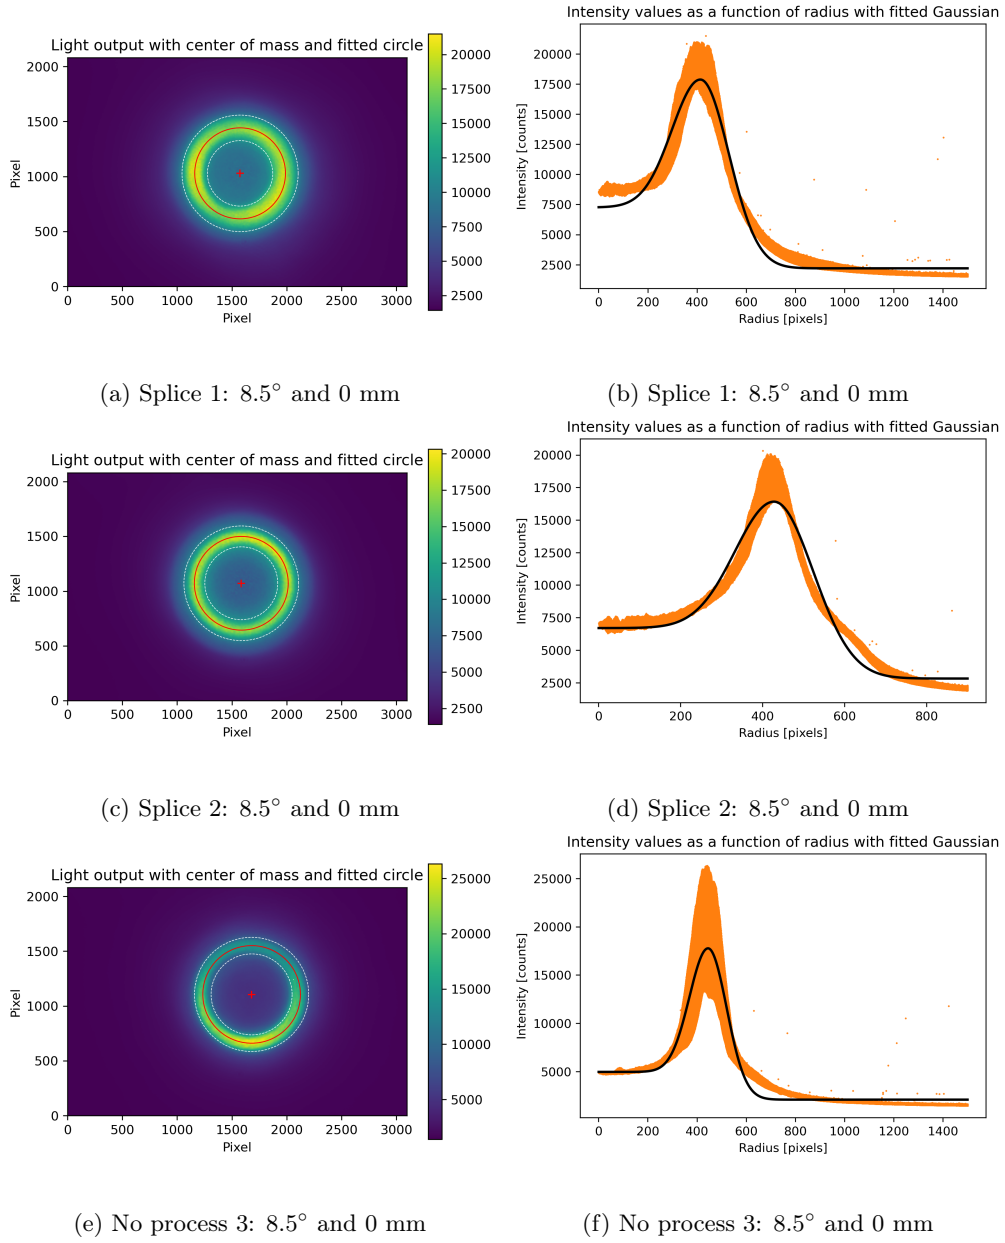 Light output with center of mass and fitted circle
Pixel
2000
1500
1000
500
0
0 500 1000 1500 2000 2500 3000
Pixel
20000
17500
15000
12500
10000
7500
5000
2500
Intensity values as a function of radius with fitted Gaussian
Intensity [counts]
20000
17500
15000
12500
10000
7500
5000
2500
0 200 400 600 800 1000 1200 1400
Radius [pixels]
(a) Splice 1: 8.5° and 0 mm
(b) Splice 1: 8.5° and 0 mm
Light output with center of mass and fitted circle
Pixel
2000
1500
1000
500
0
0 500 1000 1500 2000 2500 3000
Pixel
20000
17500
15000
12500
10000
7500
5000
2500
Intensity values as a function of radius with fitted Gaussian
Intensity [counts]
20000
17500
15000
12500
10000
7500
5000
2500
0 200 400 600 800
Radius [pixels]
(c) Splice 2: 8.5° and 0 mm
(d) Splice 2: 8.5° and 0 mm
Light output with center of mass and fitted circle
Pixel
2000
1500
1000
500
0
0 500 1000 1500 2000 2500 3000
Pixel
25000
20000
15000
10000
5000
Intensity values as a function of radius with fitted Gaussian
Intensity [counts]
25000
20000
15000
10000
5000
0 200 400 600 800 1000 1200 1400
Radius [pixels]
(e) No process 3: 8.5° and 0 mm
(f) No process 3: 8.5° and 0 mm